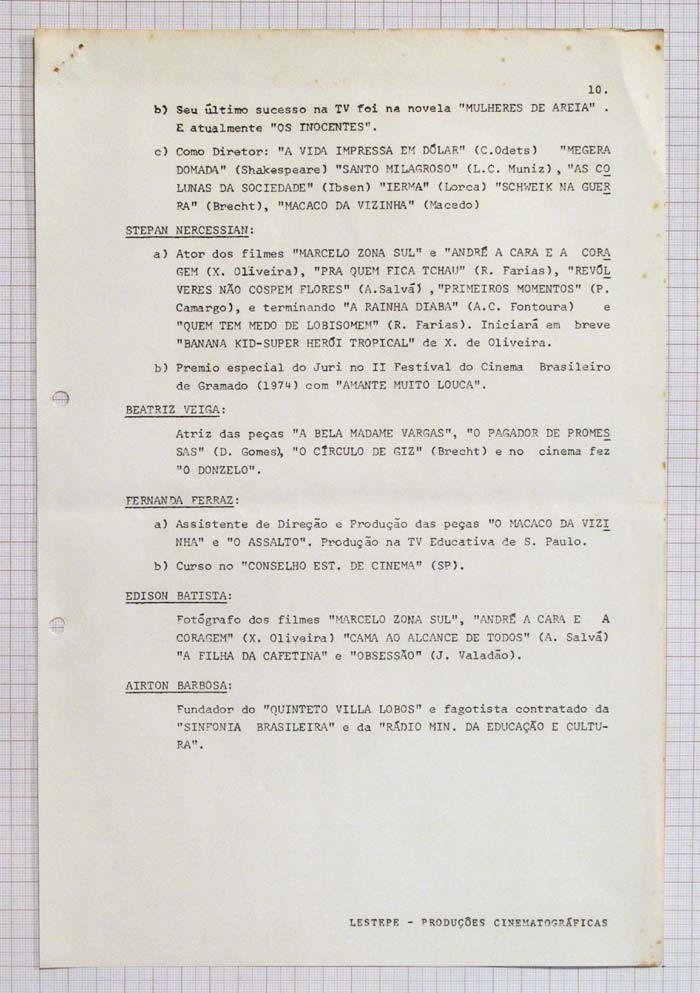 10.
b) Seu último sucesso na TV foi na novela "MULHERES DE AREIA" .
E atualmente "OS INOCENTES".
c) Como Diretor: "A VIDA IMPRESSA EM DÓLAR" (C.Odets) "MEGERA
DOMADA" (Shakespeare) "SANTO MILAGROSO" (L.C. Muniz), "AS CO
LUNAS DA SOCIEDADE" (Ibsen) "IERMA" (Lorca) "SCHWEIK NA GUER
RA" (Brecht), "MACACO DA VIZINHA" (Macedo)
STEPAN NERCESSIAN:
a) Ator dos filmes "MARCELO ZONA SUL" e "ANDRÉ A CARA E A CORA
GEM (X. Oliveira), "PRA QUEM FICA TCHAU" (R. Farias), "REVÓL
VERES NÃO COSPEM FLORES" (A.Salvá) ,"PRIMEIROS MOMENTOS" (P.
Camargo), e terminando "A RAINHA DIABA" (A.C. Fontoura) e
"QUEM TEM MEDO DE LOBISOMEM" (R. Farias). Iniciará em breve
"BANANA KID-SUPER HERÓI TROPICAL" de X. de Oliveira.
b) Premio especial do Juri no II Festival do Cinema Brasileiro
de Gramado (1974) com "AMANTE MUITO LOUCA".
BEATRIZ VEIGA:
Atriz das peças "A BELA MADAME VARGAS", "O PAGADOR DE PROMES
SAS" (D. Gomes), "O CÍRCULO DE GIZ" (Brecht) e no cinema fez
"O DONZELO".
FERNANDA FERRAZ:
a) Assistente de Direção e Produção das peças "O MACACO DA VIZI
NHA" e "O ASSALTO". Produção na TV Educativa de S. Paulo.
b) Curso no "CONSELHO EST. DE CINEMA" (SP).
EDISON BATISTA:
Fotógrafo dos filmes "MARCELO ZONA SUL", "ANDRÉ A CARA E A
CORAGEM" (X. Oliveira) "CAMA AO ALCANCE DE TODOS" (A. Salvá)
"A FILHA DA CAFETINA" e "OBSESSÃO" (J. Valadão).
AIRTON BARBOSA:
Fundador do "QUINTETO VILLA LOBOS" e fagotista contratado da
"SINFONIA BRASILEIRA" e da "RÁDIO MIN. DA EDUCAÇÃO E CULTU-
RA".
LESTEPE - PRODUÇÕES CINEMATOGRÁFICAS